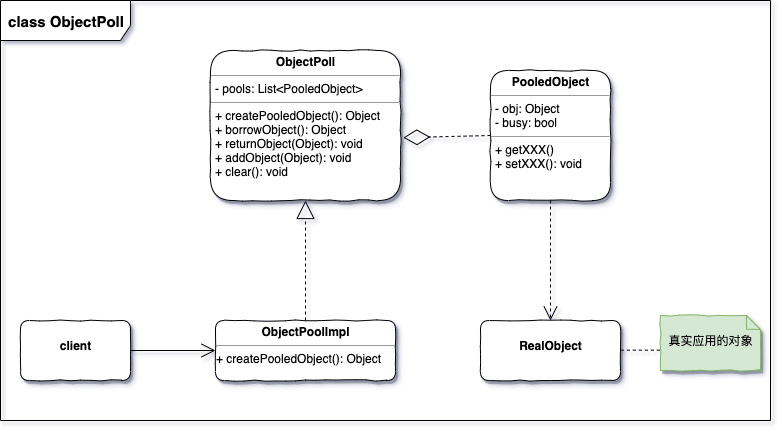 class ObjectPoll
ObjectPoll
- pools: List<PooledObject>
+ createPooledObject(): Object
+ borrowObject(): Object
+ returnObject(Object): void
+ addObject(Object): void
+ clear(): void
PooledObject
- obj: Object
- busy: bool
+ getXXX()
+ setXXX(): void
client
ObjectPoolImpl
+ createPooledObject(): Object
RealObject
真实应用的对象